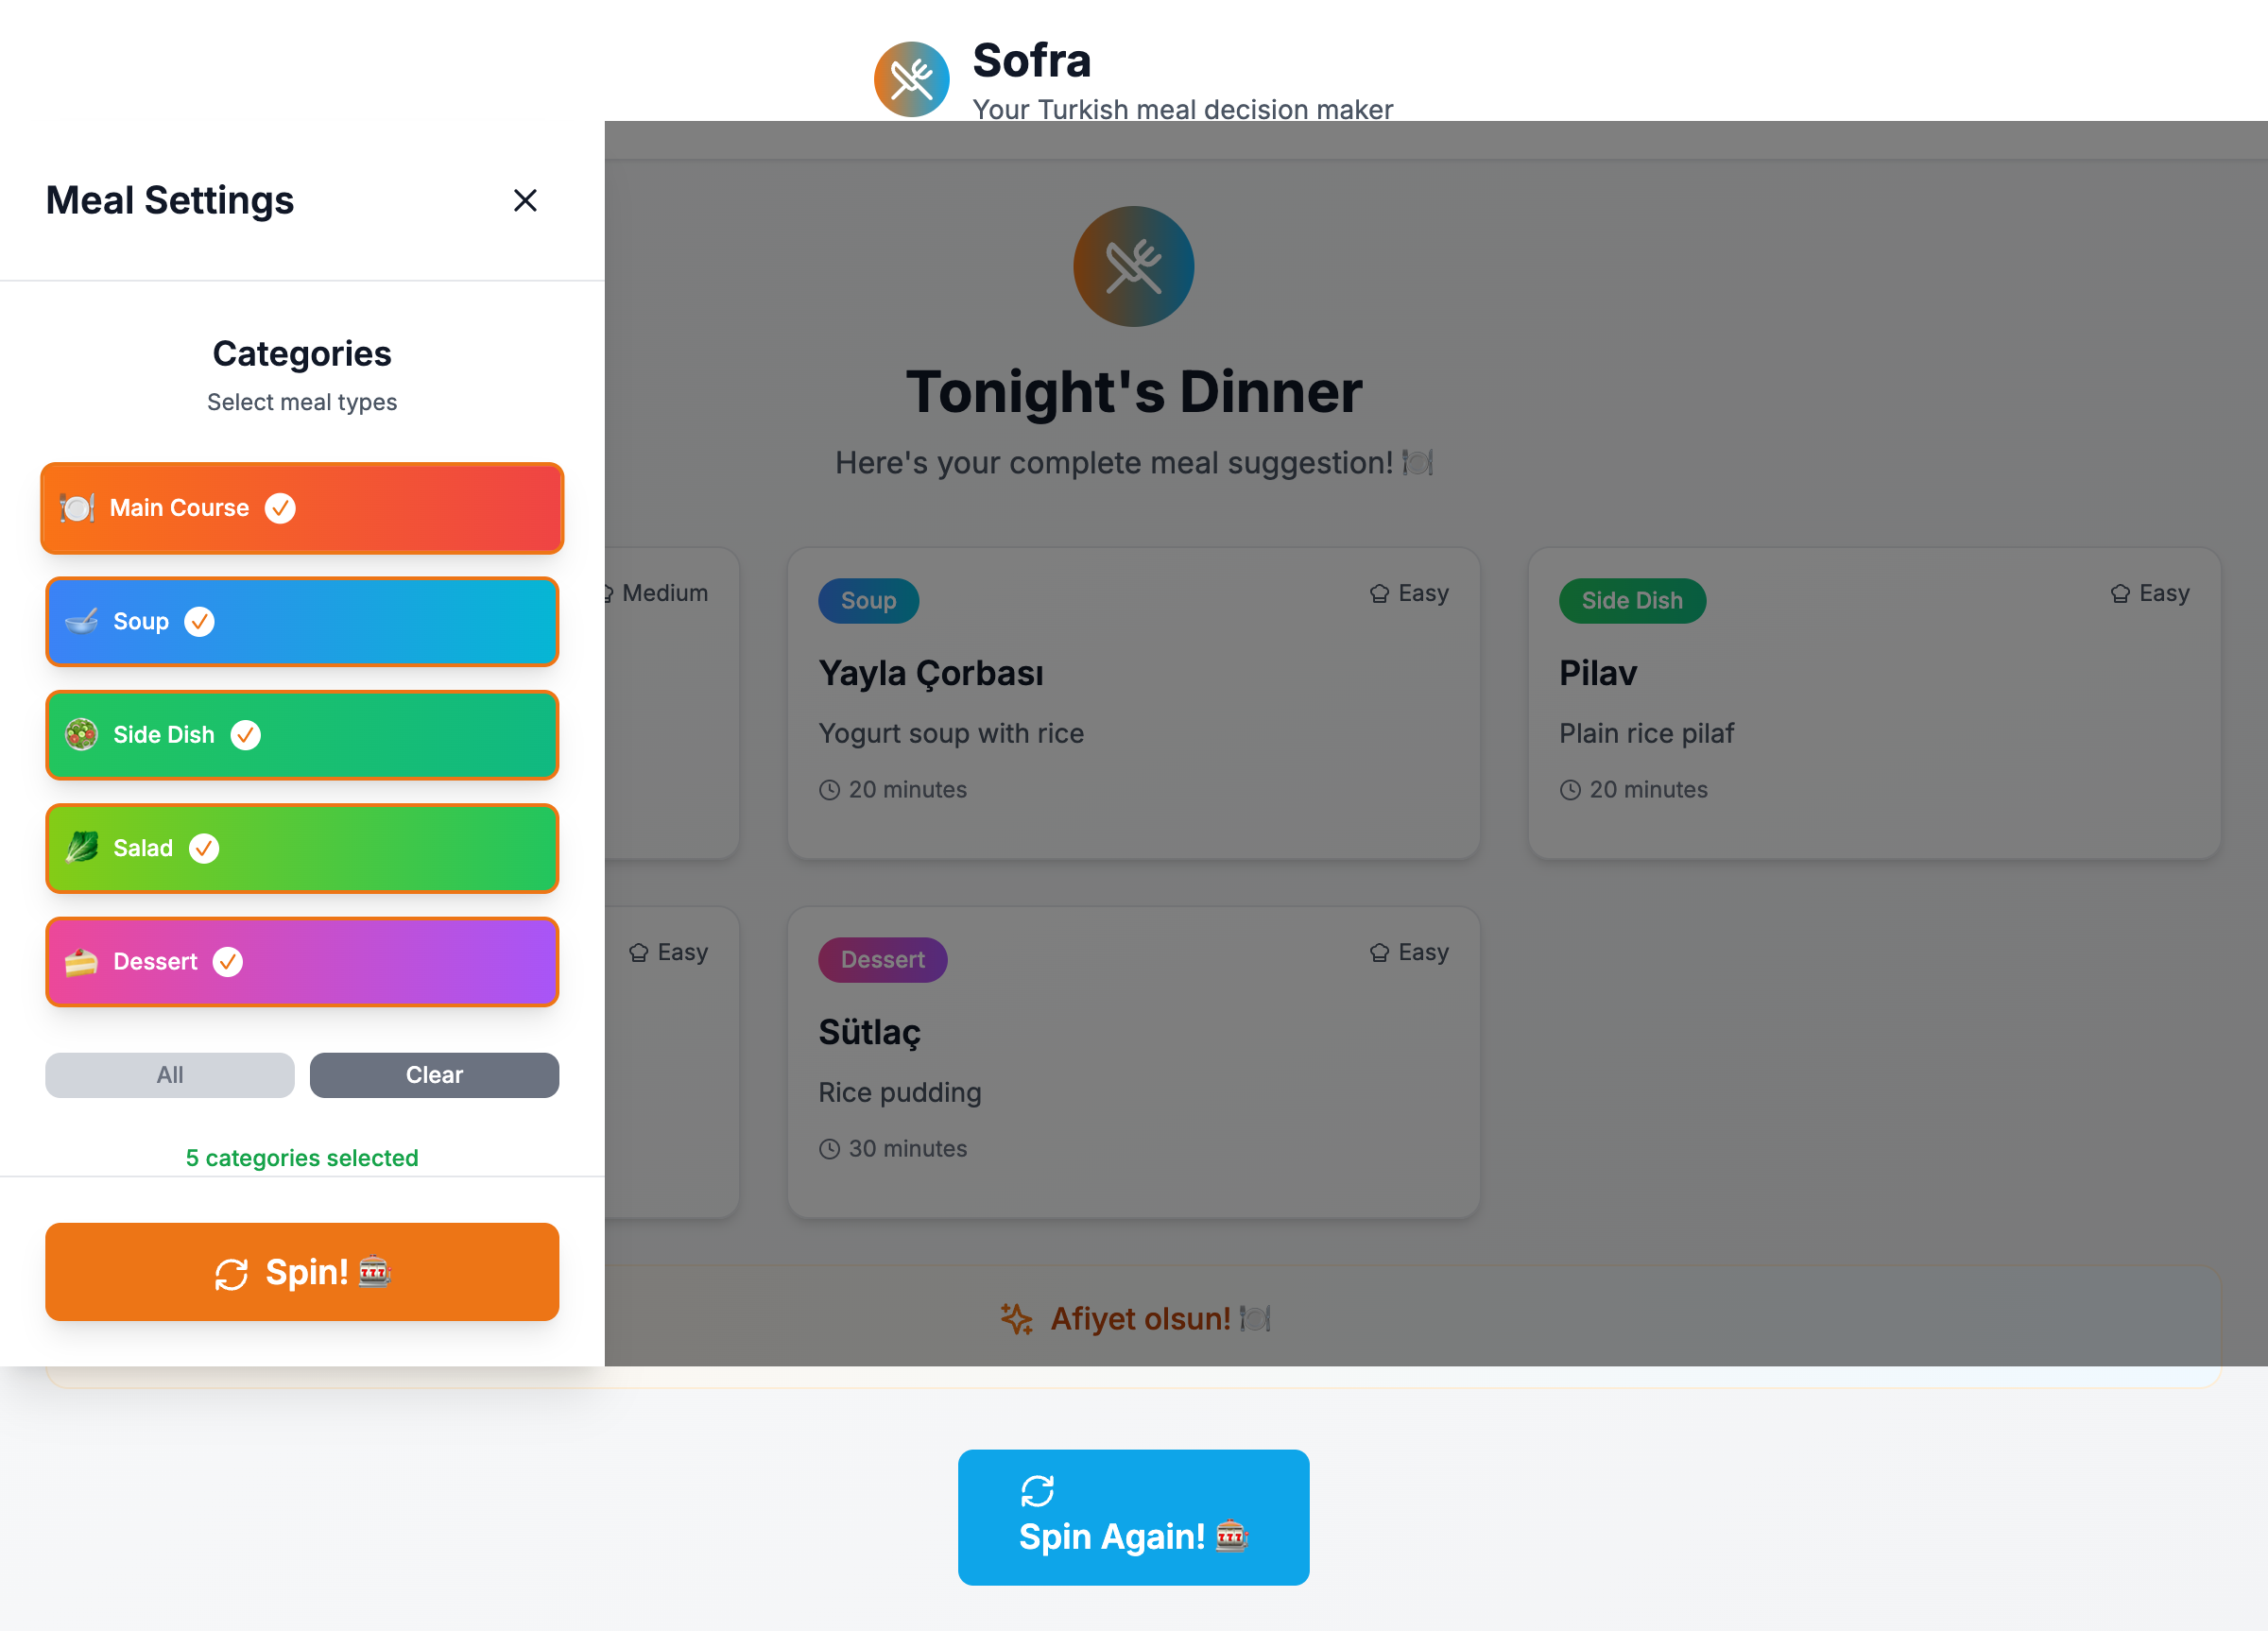 Sofra
Your Turkish meal decision maker
Meal Settings
Categories
Select meal types
Main Course
Soup
Side Dish
Salad
Dessert
All
Clear
5 categories selected
Spin! 🎰
Tonight's Dinner
Here's your complete meal suggestion! 🍽️
Medium
Soup
Easy
Yayla Çorbası
Yogurt soup with rice
20 minutes
Side Dish
Easy
Pilav
Plain rice pilaf
20 minutes
Easy
Dessert
Easy
Sütlaç
Rice pudding
30 minutes
Afiyet olsun! 🍽️
Spin Again! 🎰